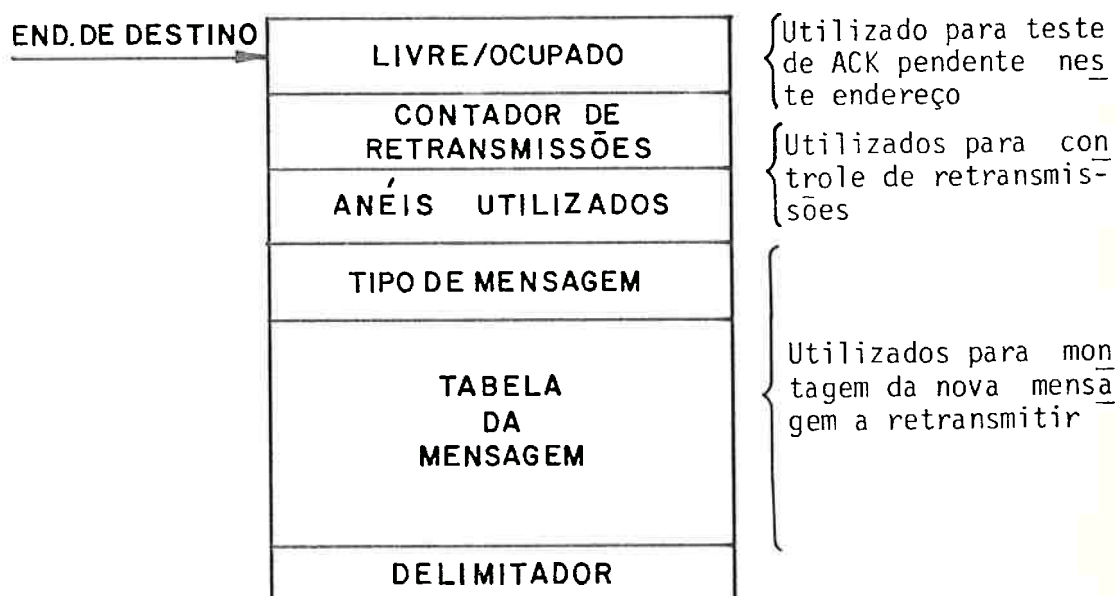 END. DE DESTINO
LIVRE/OCUPADO
Utilizado para teste
de ACK pendente nes
te endereço
CONTADOR DE
RETRANSMISSÕES
ANÉIS UTILIZADOS
Utilizados para con
trole de retransmis-
sões
TIPO DE MENSAGEM
TABELA
DA
MENSAGEM
Utilizados para mon
tagem da nova mensa
gem a retransmitir
DELIMITADOR